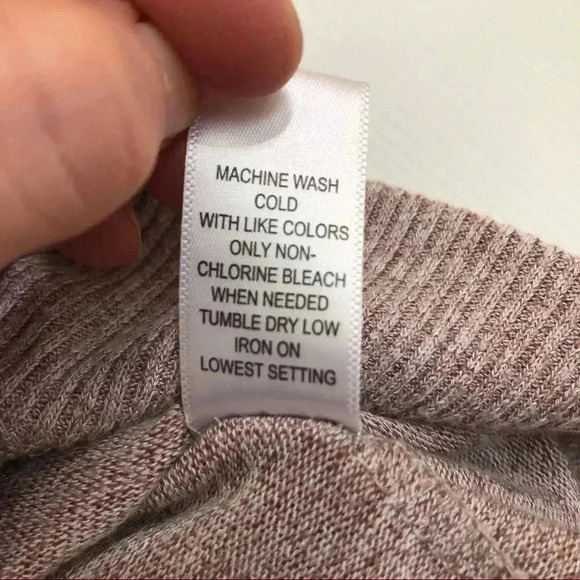 MACHINE WASH
COLD
WITH LIKE COLORS
ONLY NON-
CHLORINE BLEACH
WHEN NEEDED
TUMBLE DRY LOW
IRON ON
LOWEST SETTING